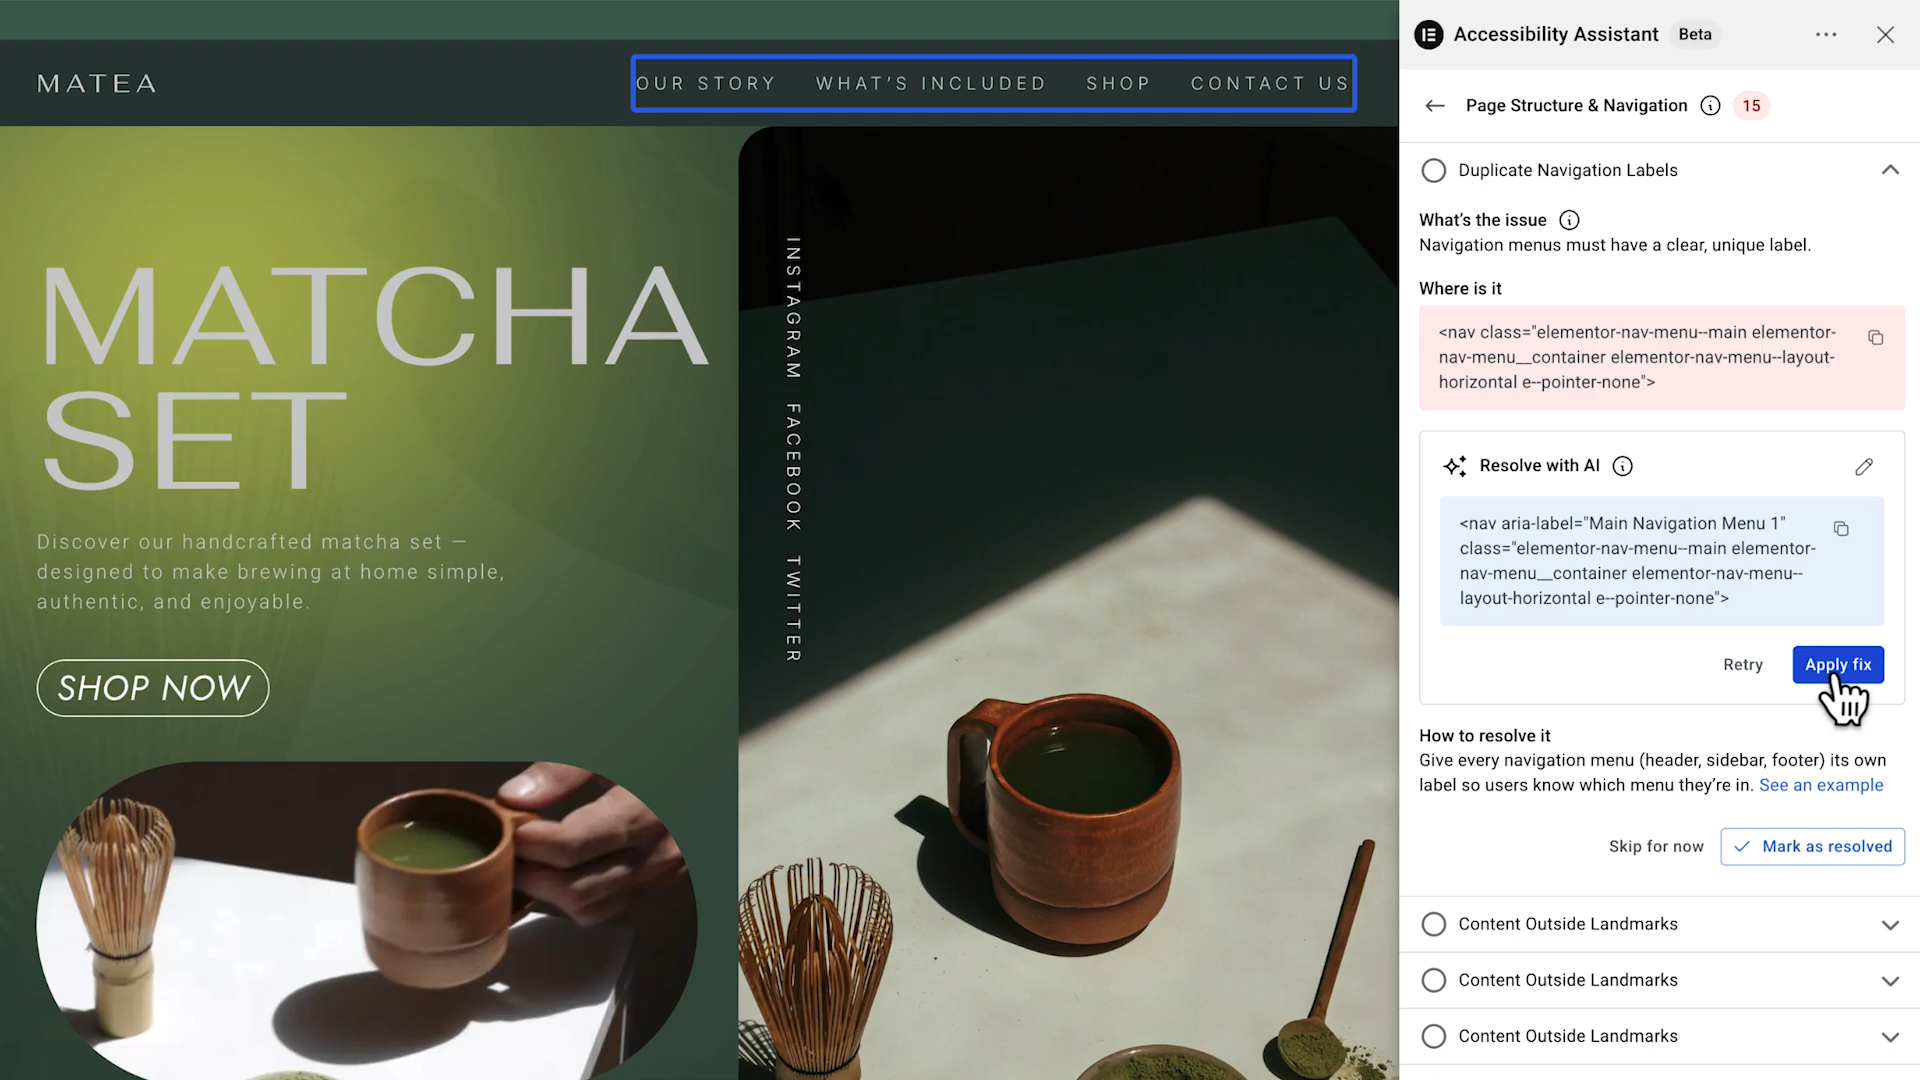 MATEA
OUR STORY
WHAT'S INCLUDED
SHOP
CONTACT US
MATCHA
SET
Discover our handcrafted matcha set —
designed to make brewing at home simple,
authentic, and enjoyable.
SHOP NOW
INSTAGRAM
FACEBOOK
TWITTER
Accessibility Assistant
Beta
Page Structure & Navigation
15
Duplicate Navigation Labels
What's the issue
Navigation menus must have a clear, unique label.
Where is it
<nav class="elementor-nav-menu--main elementor-
nav-menu__container elementor-nav-menu--layout-
horizontal e--pointer-none">
Resolve with AI
<nav aria-label="Main Navigation Menu 1"
class="elementor-nav-menu--main elementor-
nav-menu__container elementor-nav-menu--
layout-horizontal e--pointer-none">
Retry
Apply fix
How to resolve it
Give every navigation menu (header, sidebar, footer) its own
label so users know which menu they're in. See an example
Skip for now
Mark as resolved
Content Outside Landmarks
Content Outside Landmarks
Content Outside Landmarks